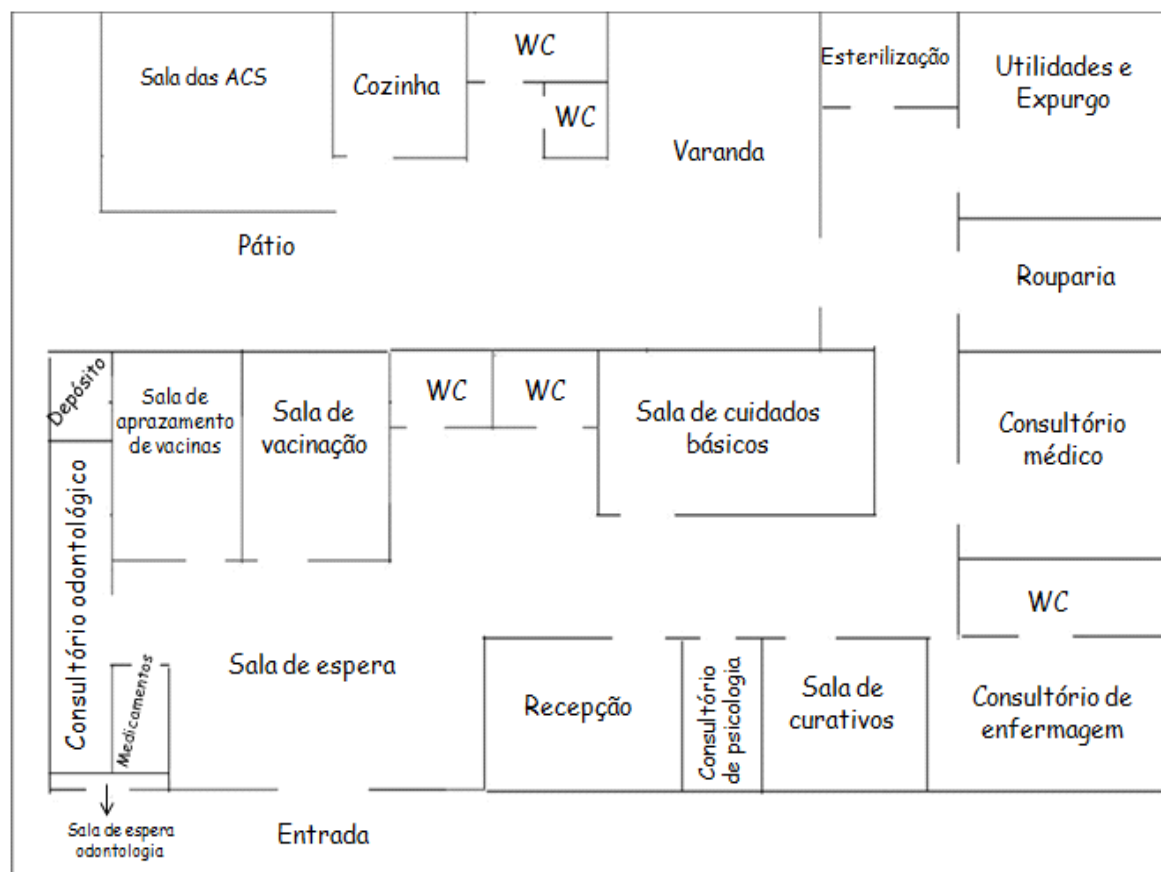 Sala das ACS
Cozinha
WC
WC
Varanda
Esterilização
Utilidades e
Expurgo
Pátio
Rouparia
Depósito
Sala de
aprazamento
de vacinas
Sala de
vacinação
WC
WC
Sala de cuidados
básicos
Consultório
médico
Consultório odontológico
WC
Medicamentos
Sala de espera
Recepção
Consultório
de psicologia
Sala de
curativos
Consultório de
enfermagem
Sala de espera
odontologia
Entrada